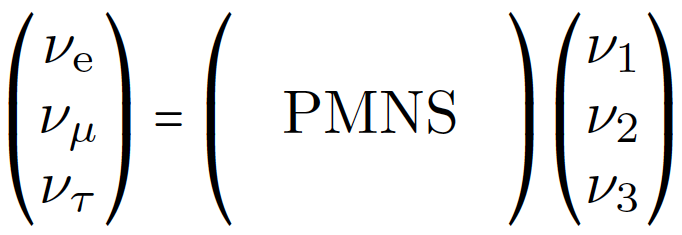 (νe νμ ντ) = ( PMNS ) (ν1 ν2 ν3)